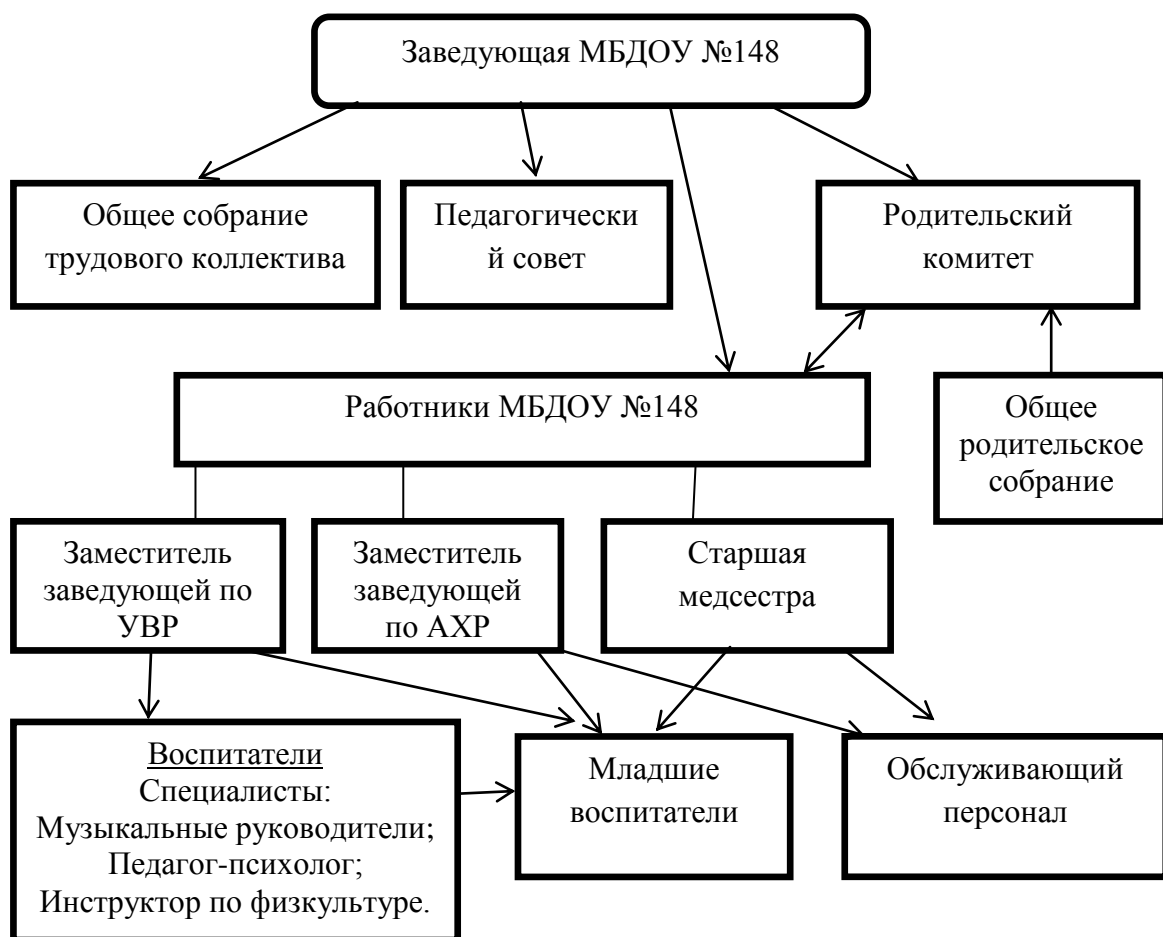 Заведующая МБДОУ №148
Общее собрание
трудового коллектива
Педагогически
й совет
Родительский
комитет
Работники МБДОУ №148
Общее
родительское
собрание
Заместитель
заведующей по
УВР
Заместитель
заведующей
по АХР
Старшая
медсестра
Воспитатели
Специалисты:
Музыкальные руководители;
Педагог-психолог;
Инструктор по физкультуре.
Младшие
воспитатели
Обслуживающий
персонал